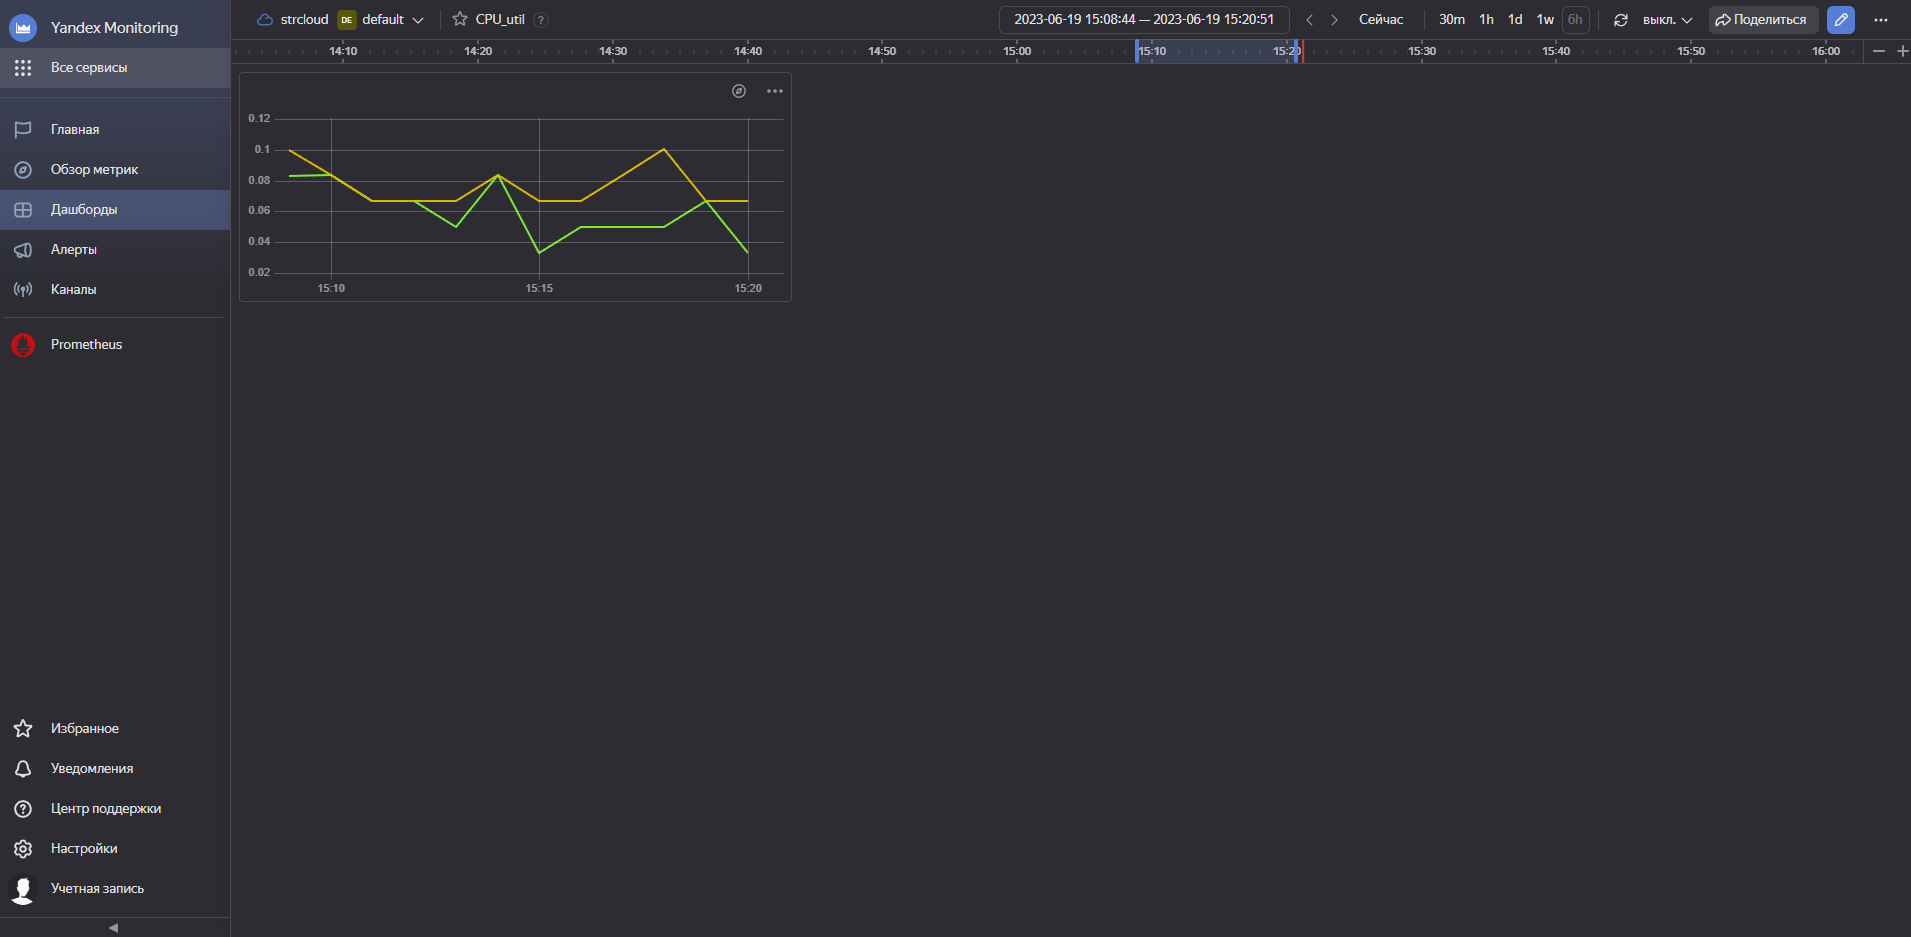 Yandex Monitoring
Все сервисы
Главная
Обзор метрик
Дашборды
Алерты
Каналы
Prometheus
Избранное
Уведомления
Центр поддержки
Настройки
Учетная запись
strcloud DE default CPU_util ? 2023-06-19 15:08:44 — 2023-06-19 15:20:51 Сейчас 30m 1h 1d 1w 6h выкл. Поделиться
14:10 14:20 14:30 14:40 14:50 15:00 15:10 15:20 15:30 15:40 15:50 16:00
0.12
0.1
0.08
0.06
0.04
0.02
15:10 15:15 15:20